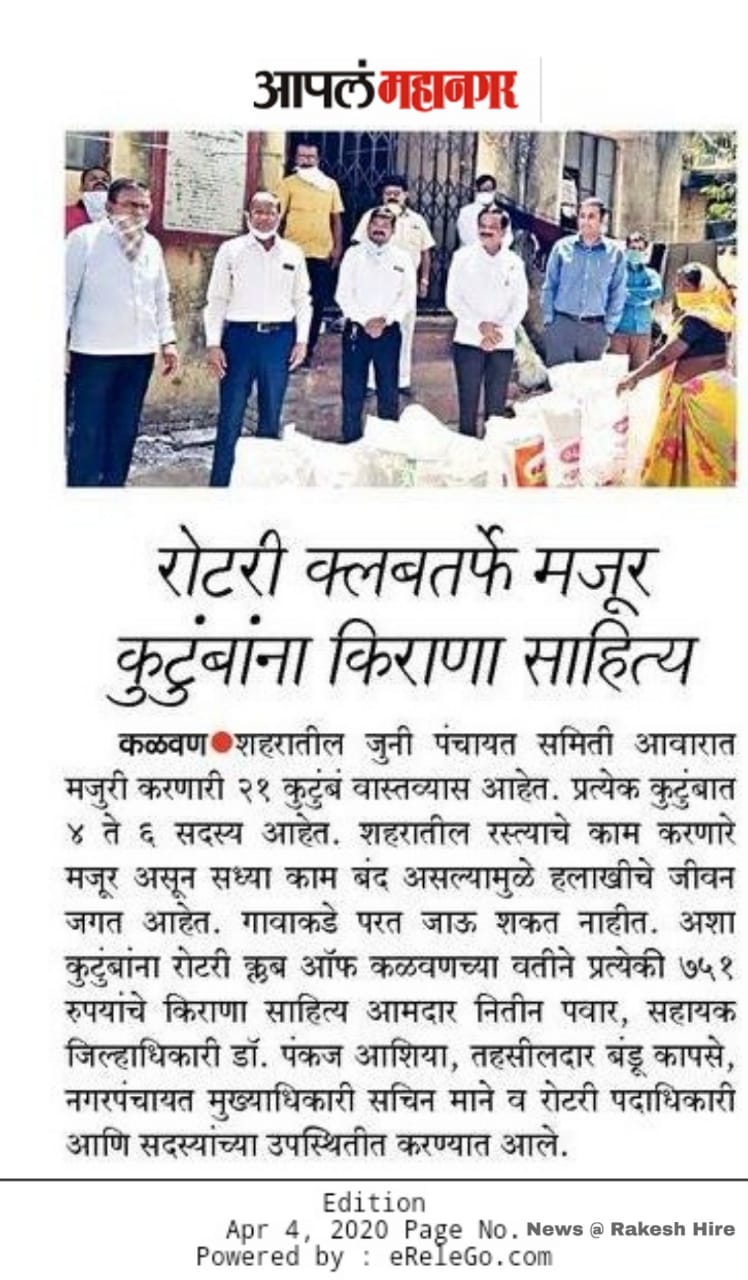 आपलं महानगर
रोटरी क्लबतर्फे मजूर
कुटुंबांना किराणा साहित्य
कळवण●शहरातील जुनी पंचायत समिती आवारात
मजुरी करणारी २१ कुटुंबं वास्तव्यास आहेत. प्रत्येक कुटुंबात
४ ते ६ सदस्य आहेत. शहरातील रस्त्याचे काम करणारे
मजूर असून सध्या काम बंद असल्यामुळे हलाखीचे जीवन
जगत आहेत. गावाकडे परत जाऊ शकत नाहीत. अशा
कुटुंबांना रोटरी क्लब ऑफ कळवणच्या वतीने प्रत्येकी ७५१
रुपयांचे किराणा साहित्य आमदार नितीन पवार, सहायक
जिल्हाधिकारी डॉ. पंकज आशिया, तहसीलदार बंडू कापसे,
नगरपंचायत मुख्याधिकारी सचिन माने व रोटरी पदाधिकारी
आणि सदस्यांच्या उपस्थितीत करण्यात आले.
Edition
Apr 4, 2020 Page No. News @ Rakesh Hire
Powered by : eReleGo.com